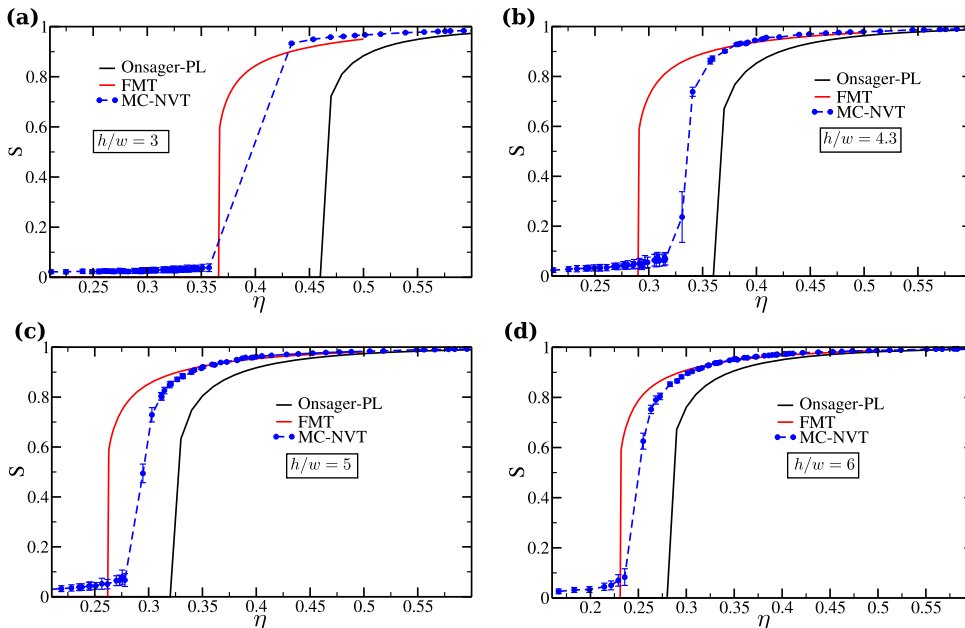 (a)
1
0.8
0.6
0.4
0.2
0
S
Onsager-PL
FMT
MC-NVT
h/w = 3
0.25
0.3
0.35
0.4
0.45
0.5
0.55
η
(b)
1
0.8
0.6
0.4
0.2
0
S
Onsager-PL
FMT
MC-NVT
h/w = 4.3
0.25
0.3
0.35
0.4
0.45
0.5
0.55
η
(c)
1
0.8
0.6
0.4
0.2
0
S
Onsager-PL
FMT
MC-NVT
h/w = 5
0.25
0.3
0.35
0.4
0.45
0.5
0.55
η
(d)
1
0.8
0.6
0.4
0.2
0
S
Onsager-PL
FMT
MC-NVT
h/w = 6
0.2
0.25
0.3
0.35
0.4
0.45
0.5
0.55
η